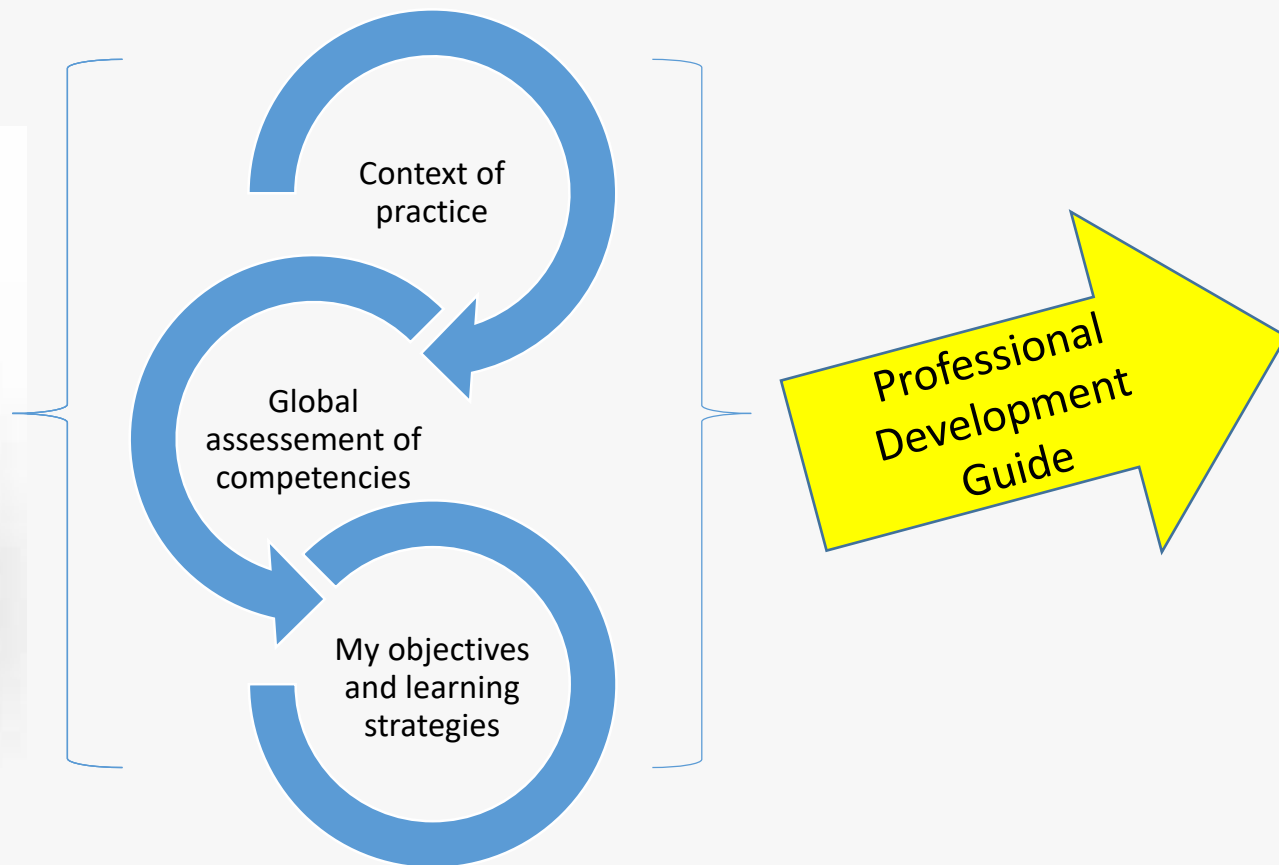 Context of
practice
Global
assessement of
competencies
My objectives
and learning
strategies
Professional
Development
Guide